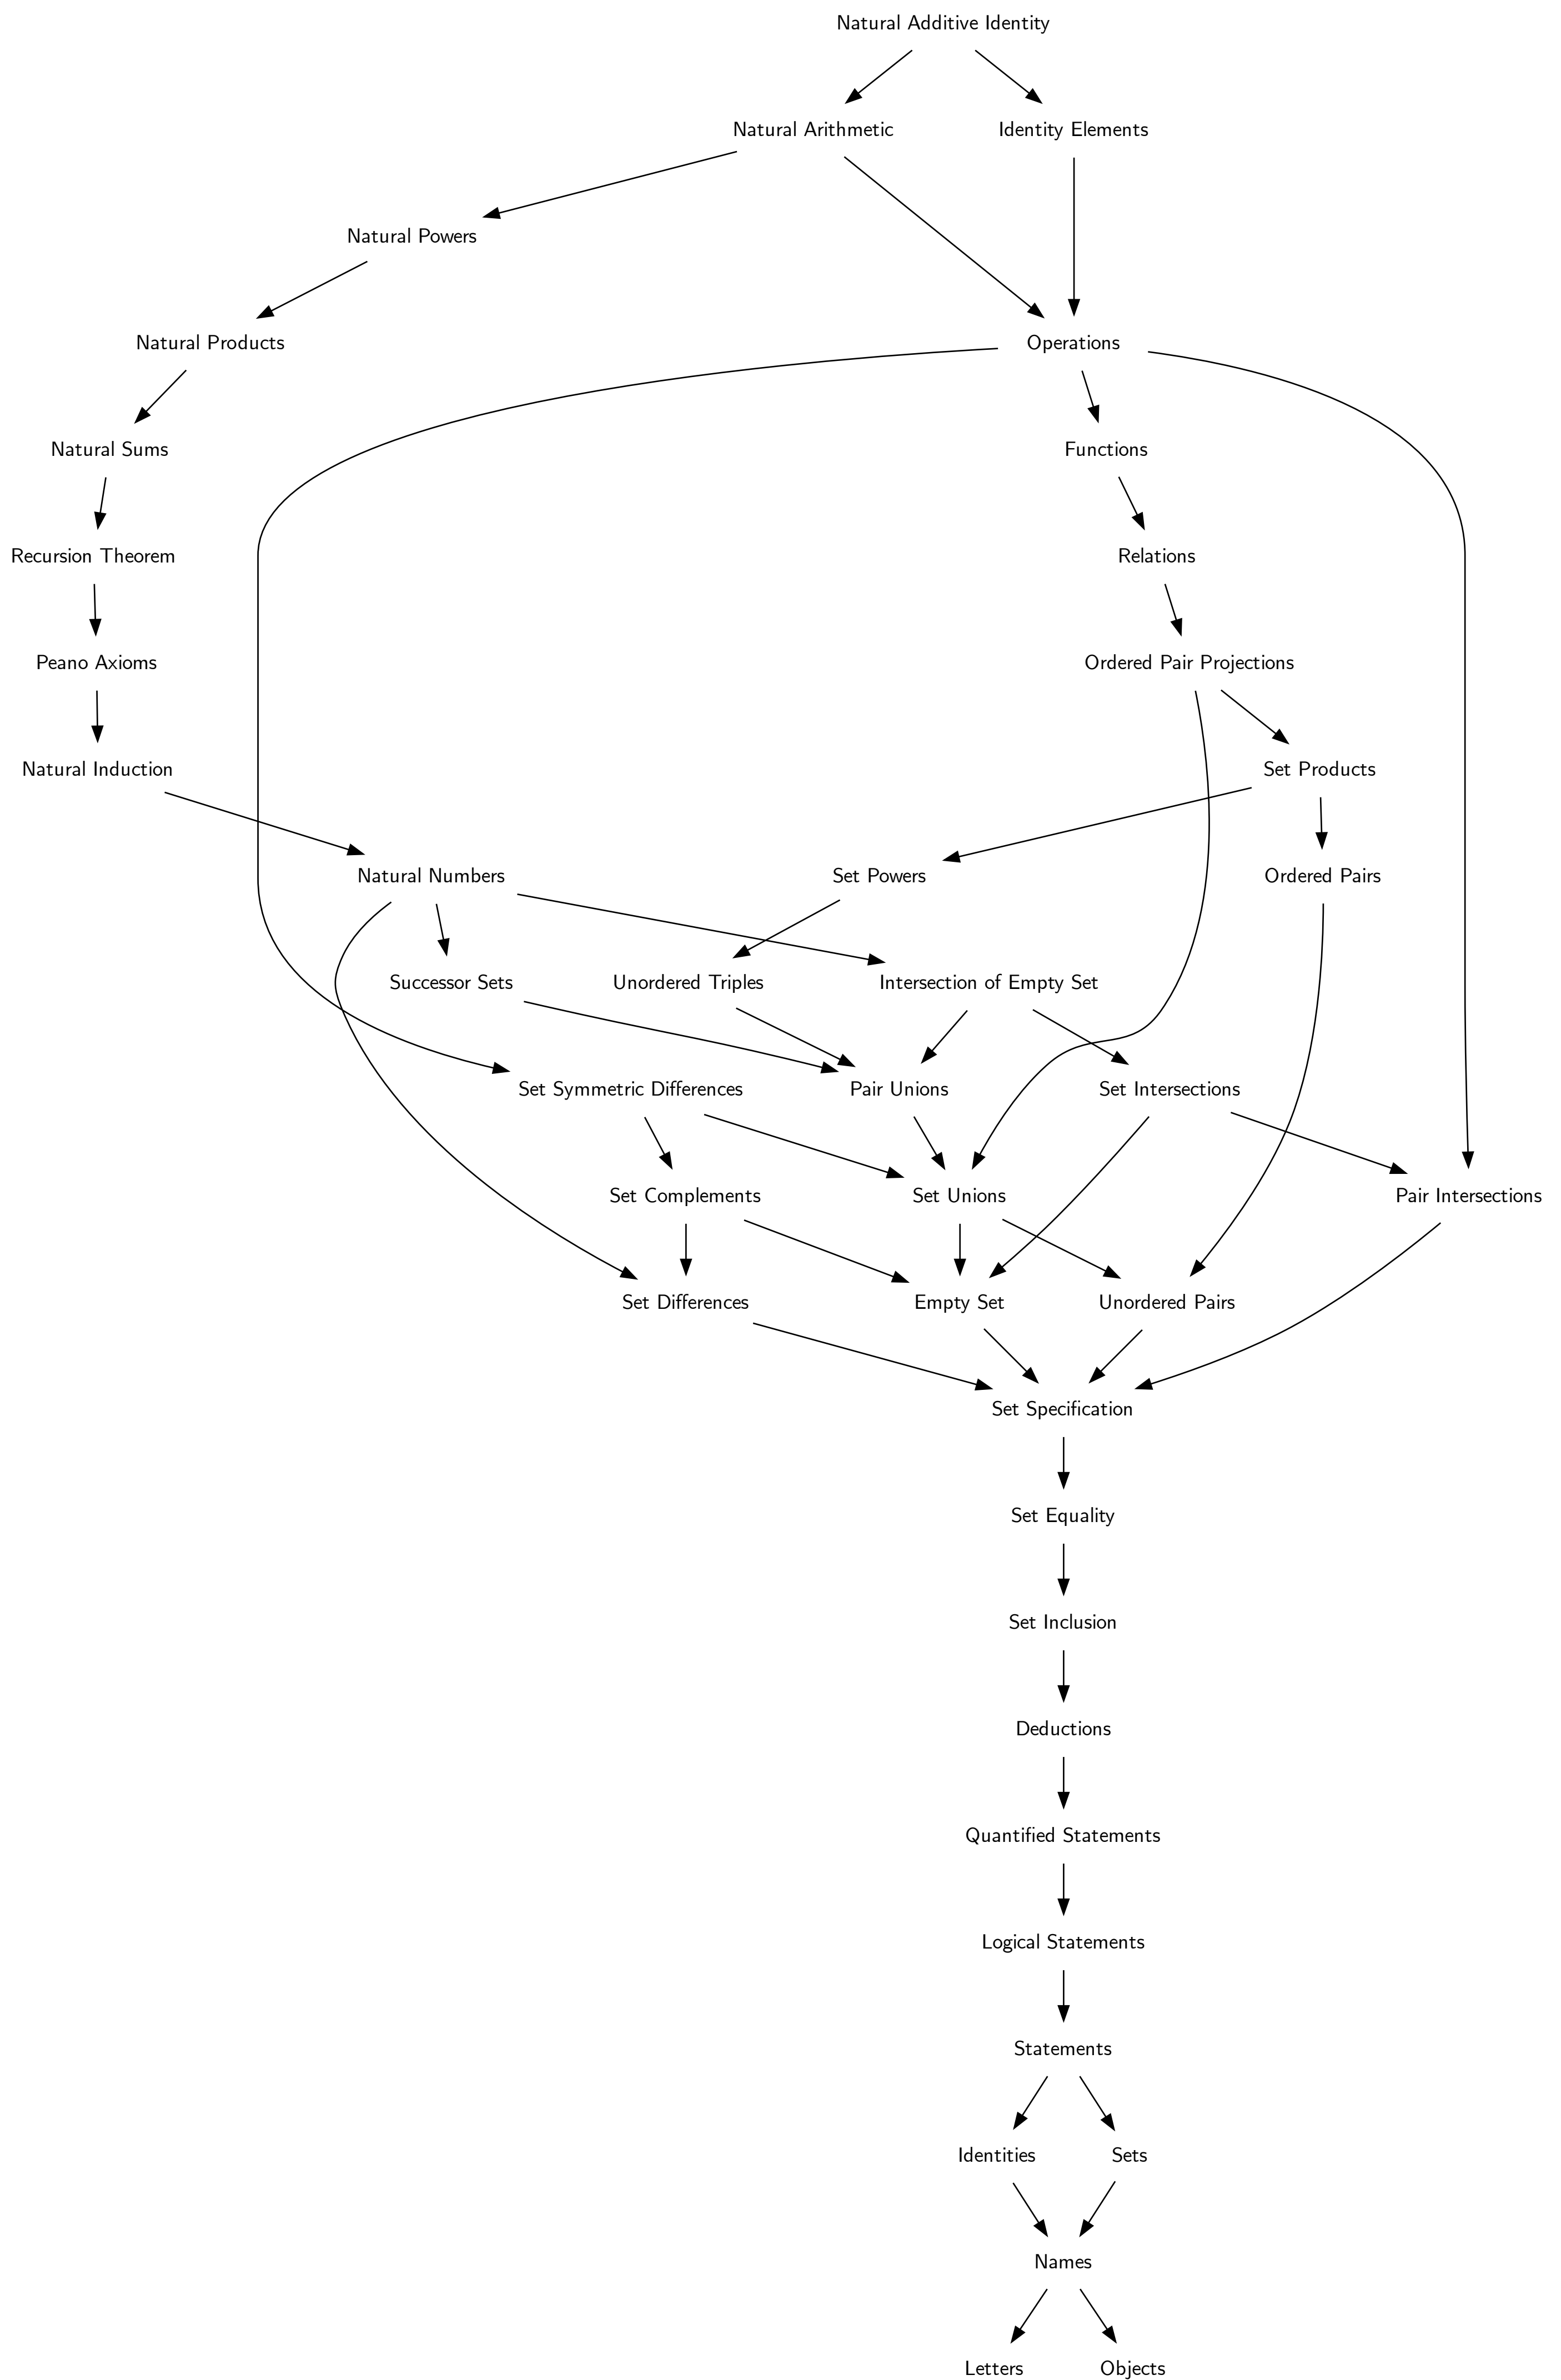 Natural Additive Identity
Natural Arithmetic
Identity Elements
Natural Powers
Natural Products
Operations
Natural Sums
Functions
Recursion Theorem
Relations
Peano Axioms
Ordered Pair Projections
Natural Induction
Set Products
Natural Numbers
Set Powers
Ordered Pairs
Successor Sets
Unordered Triples
Intersection of Empty Set
Set Symmetric Differences
Pair Unions
Set Intersections
Set Complements
Set Unions
Pair Intersections
Set Differences
Empty Set
Unordered Pairs
Set Specification
Set Equality
Set Inclusion
Deductions
Quantified Statements
Logical Statements
Statements
Identities
Sets
Names
Letters
Objects